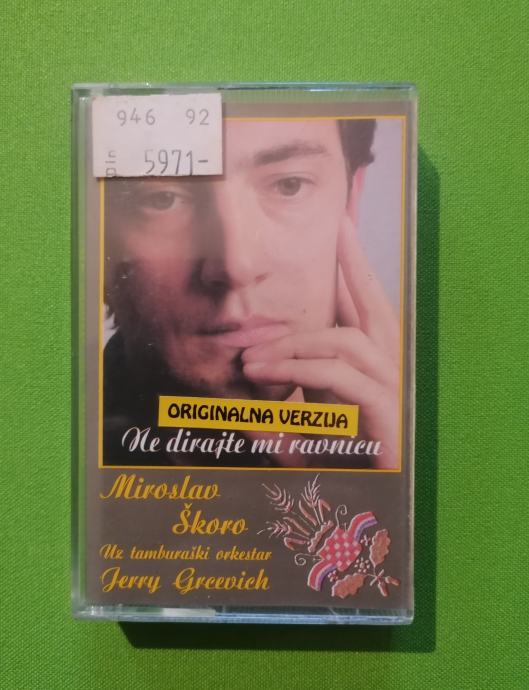 946 92
5971-
ORIGINALNA VERZIJA
Ne dirajte mi ravnicu
Miroslav
Škoro
Uz tamburaški orkestar
Jerry Grcevich